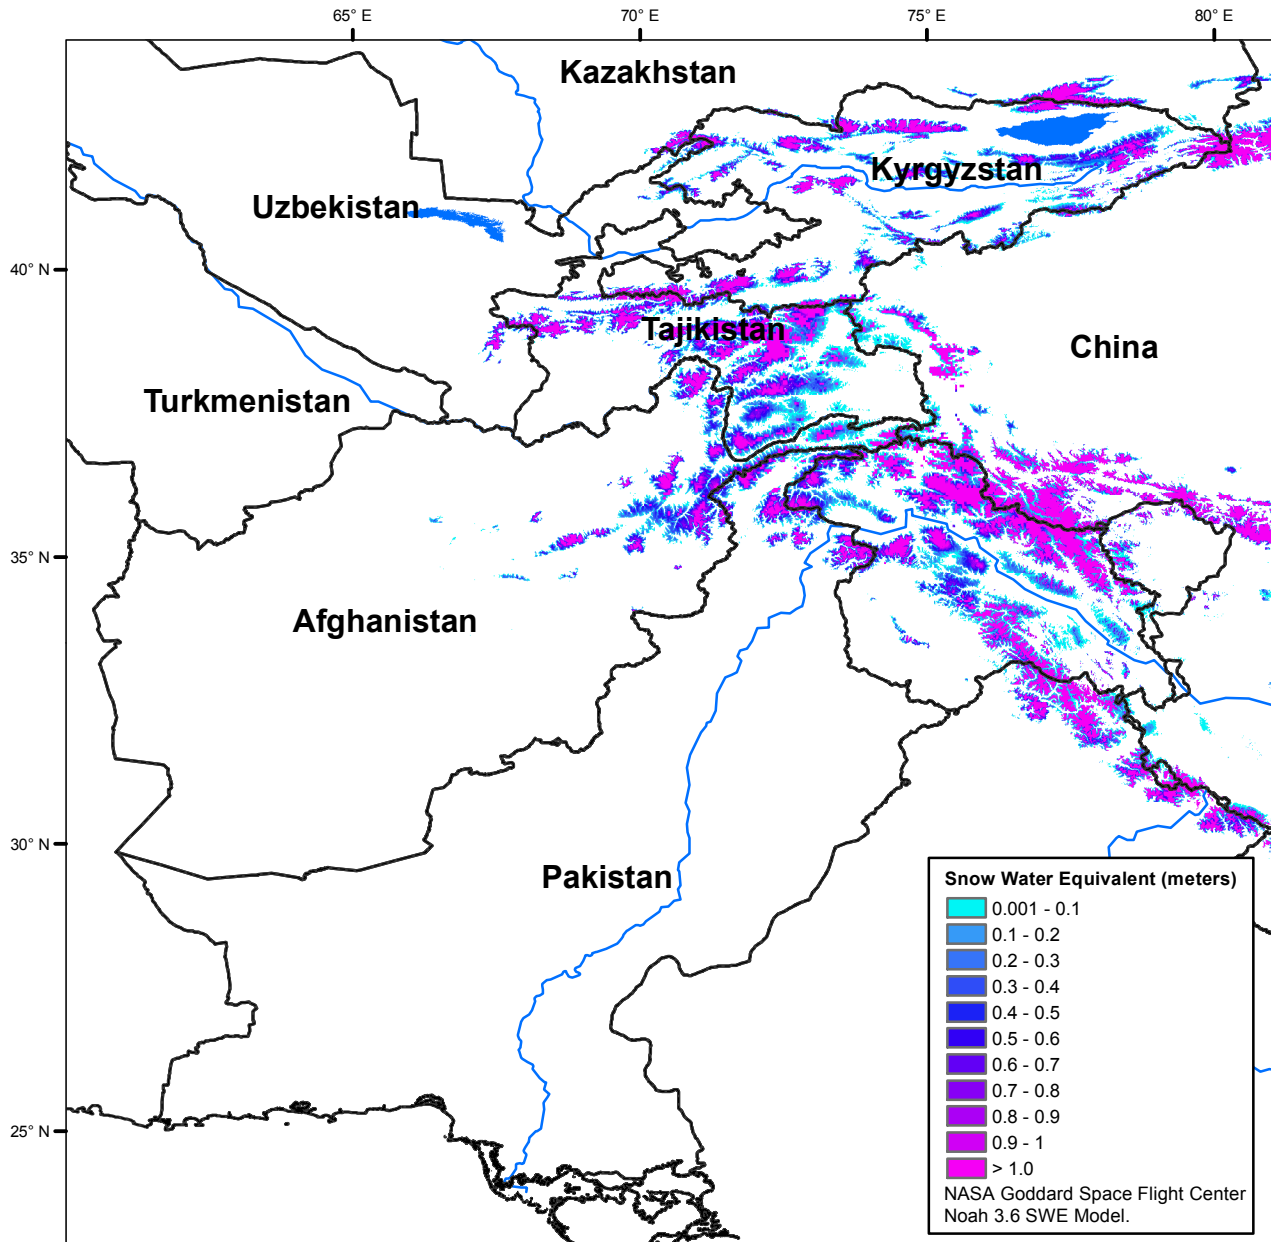 65° E
70° E
75° E
80° E
Kazakhstan
Kyrgyzstan
Uzbekistan
40° N
Tajikistan
China
Turkmenistan
35° N
Afghanistan
30° N
Pakistan
Snow Water Equivalent (meters)
0.001 - 0.1
0.1 - 0.2
0.2 - 0.3
0.3 - 0.4
0.4 - 0.5
0.5 - 0.6
0.6 - 0.7
0.7 - 0.8
0.8 - 0.9
0.9 - 1
> 1.0
NASA Goddard Space Flight Center
Noah 3.6 SWE Model.
25° N